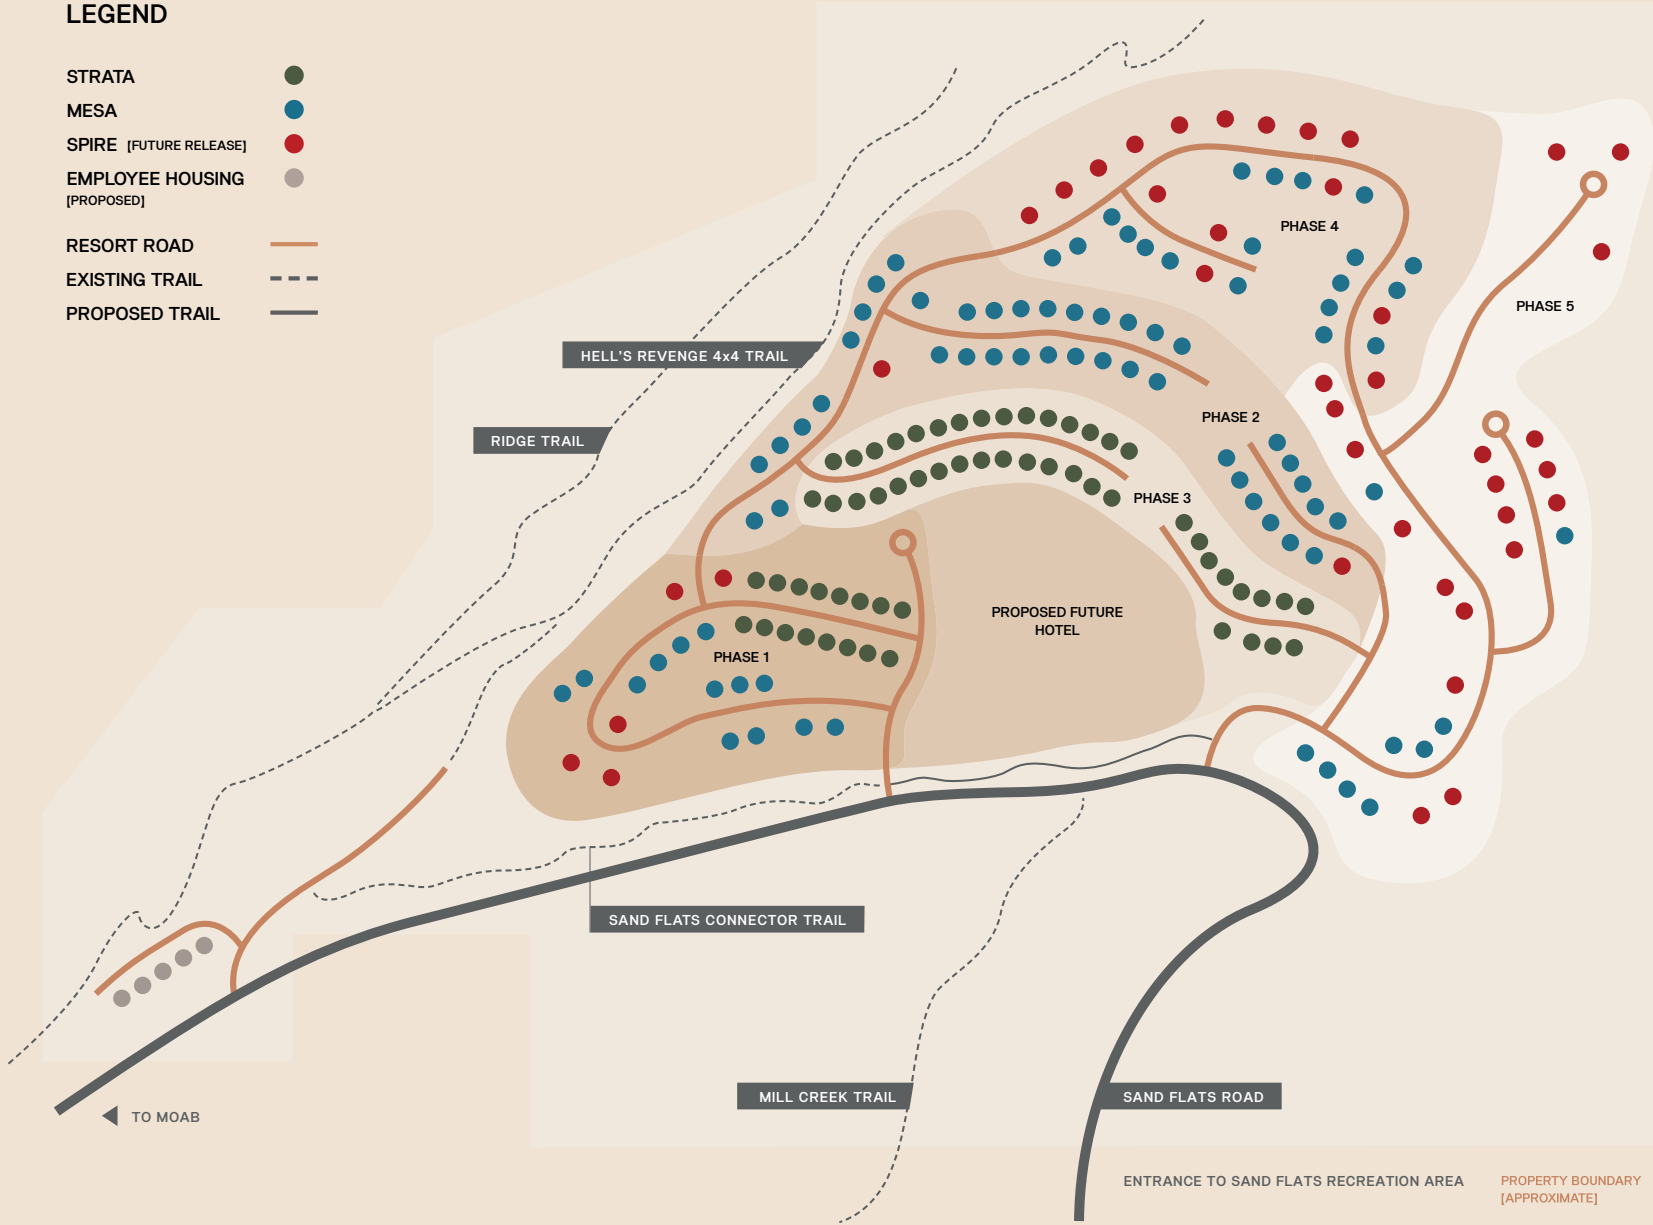 LEGEND
STRATA
MESA
SPIRE [FUTURE RELEASE]
EMPLOYEE HOUSING
[PROPOSED]
RESORT ROAD
EXISTING TRAIL
PROPOSED TRAIL
PHASE 4
PHASE 5
HELL'S REVENGE 4x4 TRAIL
PHASE 2
RIDGE TRAIL
PHASE 3
PROPOSED FUTURE
HOTEL
PHASE 1
SAND FLATS CONNECTOR TRAIL
MILL CREEK TRAIL
SAND FLATS ROAD
TO MOAB
ENTRANCE TO SAND FLATS RECREATION AREA
PROPERTY BOUNDARY
[APPROXIMATE]